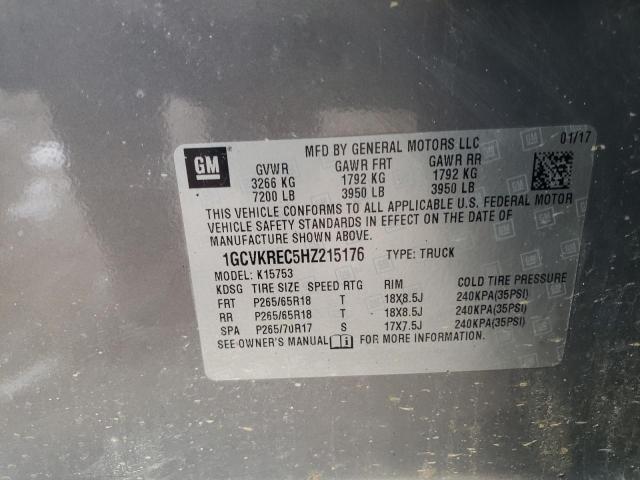 MFD BY GENERAL MOTORS LLC 01/17
GM
GVWR GAWR FRT GAWR RR
3266 KG 1792 KG 1792 KG
7200 LB 3950 LB 3950 LB
THIS VEHICLE CONFORMS TO ALL APPLICABLE U.S. FEDERAL MOTOR
VEHICLE SAFETY STANDARDS IN EFFECT ON THE DATE OF
MANUFACTURE SHOWN ABOVE.
1GCVKREC5HZ215176 TYPE: TRUCK
MODEL: K15753
KDSG TIRE SIZE SPEED RTG RIM COLD TIRE PRESSURE
FRT P265/65R18 T 18X8.5J 240KPA(35PSI)
RR P265/65R18 T 18X8.5J 240KPA(35PSI)
SPA P265/70R17 S 17X7.5J 240KPA(35PSI)
SEE OWNER'S MANUAL i FOR MORE INFORMATION.